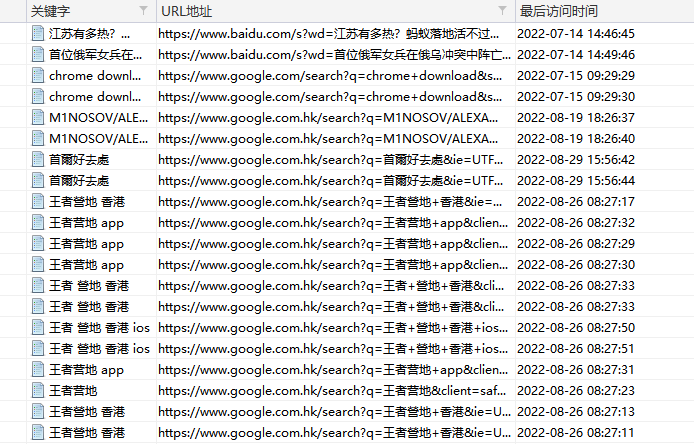 关键字 URL地址 最后访问时间
江苏有多热？... https://www.baidu.com/s?wd=江苏有多热？蚂蚁落地活不过... 2022-07-14 14:46:45
首位俄军女兵在... https://www.baidu.com/s?wd=首位俄军女兵在俄乌冲突中阵亡... 2022-07-14 14:49:46
chrome downl... https://www.google.com/search?q=chrome+download&s... 2022-07-15 09:29:29
chrome downl... https://www.google.com/search?q=chrome+download&s... 2022-07-15 09:29:30
M1NOSOV/ALE... https://www.google.com.hk/search?q=M1NOSOV/ALEXA... 2022-08-19 18:26:37
M1NOSOV/ALE... https://www.google.com.hk/search?q=M1NOSOV/ALEXA... 2022-08-19 18:26:40
首爾好去處 https://www.google.com.hk/search?q=首爾好去處&ie=UTF... 2022-08-29 15:56:42
首爾好去處 https://www.google.com.hk/search?q=首爾好去處&ie=UTF... 2022-08-29 15:56:44
王者營地 香港 https://www.google.com.hk/search?q=王者營地+香港&ie=... 2022-08-26 08:27:17
王者营地 app https://www.google.com.hk/search?q=王者营地+app&clien... 2022-08-26 08:27:32
王者营地 app https://www.google.com.hk/search?q=王者营地+app&clien... 2022-08-26 08:27:29
王者营地 app https://www.google.com.hk/search?q=王者营地+app&clien... 2022-08-26 08:27:30
王者 營地 香港 https://www.google.com.hk/search?q=王者+營地+香港&cli... 2022-08-26 08:27:33
王者 營地 香港 https://www.google.com.hk/search?q=王者+營地+香港&cli... 2022-08-26 08:27:33
王者 營地 香港 ios https://www.google.com.hk/search?q=王者+營地+香港+ios... 2022-08-26 08:27:50
王者 營地 香港 ios https://www.google.com.hk/search?q=王者+營地+香港+ios... 2022-08-26 08:27:51
王者营地 app https://www.google.com.hk/search?q=王者营地+app&clien... 2022-08-26 08:27:31
王者营地 https://www.google.com.hk/search?q=王者营地&client=saf... 2022-08-26 08:27:23
王者營地 香港 https://www.google.com.hk/search?q=王者營地+香港&ie=U... 2022-08-26 08:27:13
王者營地 香港 https://www.google.com.hk/search?q=王者營地+香港&ie=U... 2022-08-26 08:27:11